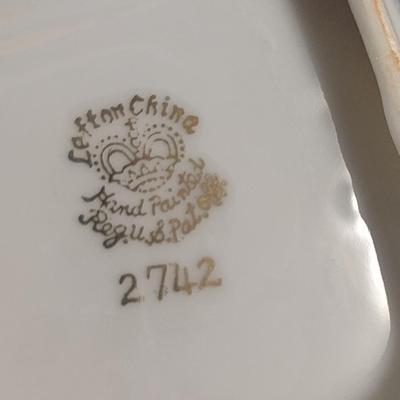 Lefton China
Hand Painted
Reg. U.S. Pat. Off.
2742